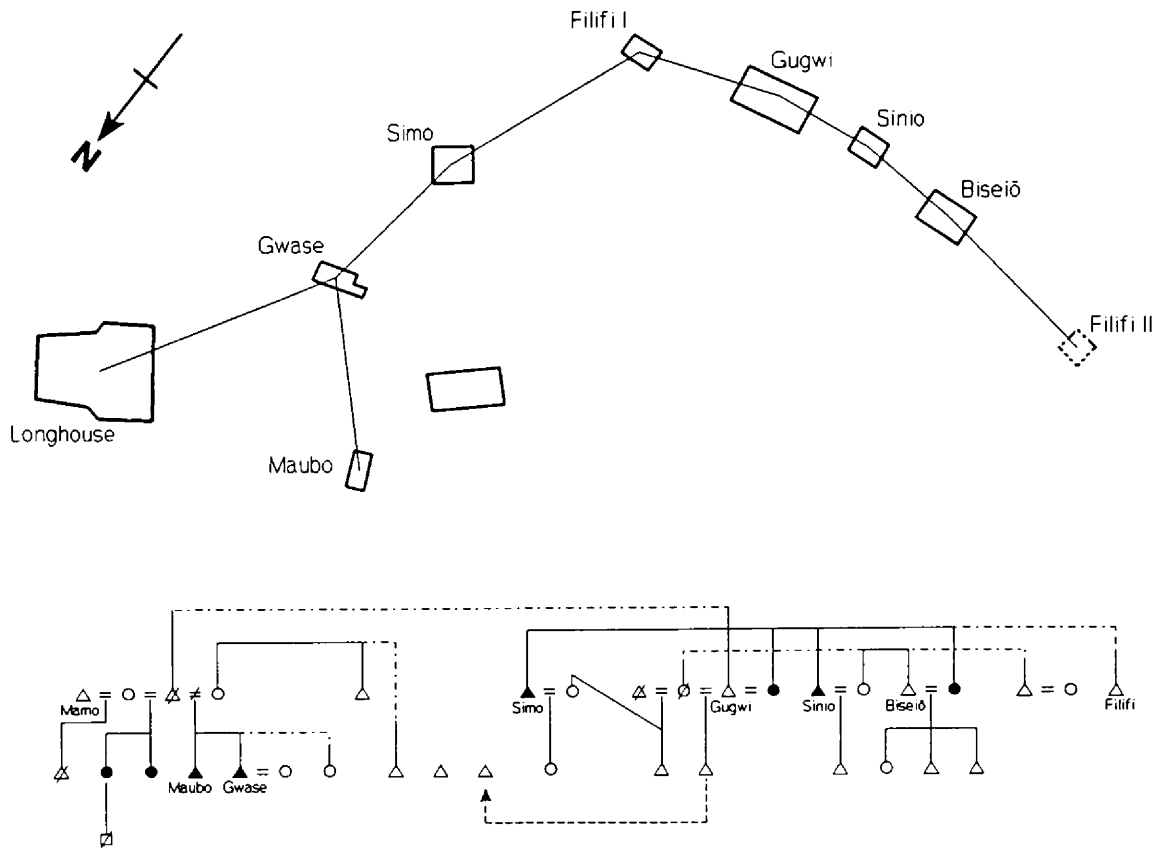 Filifi I
Gugwi
Sinio
Biseiō
Simo
N
Gwase
Filifi II
Longhouse
Maubo
Mamo
Simo
Gugwi
Sinio
Biseiō
Filifi
Maubo
Gwase